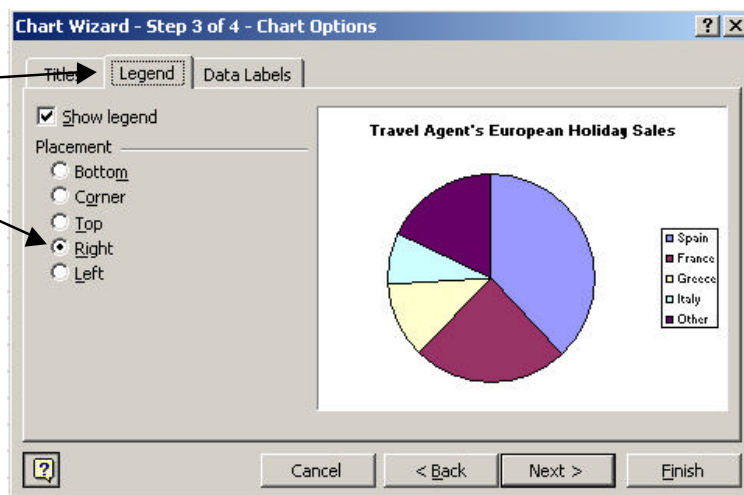 Chart Wizard - Step 3 of 4 - Chart Options
Titles Legend Data Labels
Show legend
Placement
Bottom
Corner
Top
Right
Left
Travel Agent's European Holiday Sales
Spain
France
Greece
Italy
Other
Cancel < Back Next > Finish